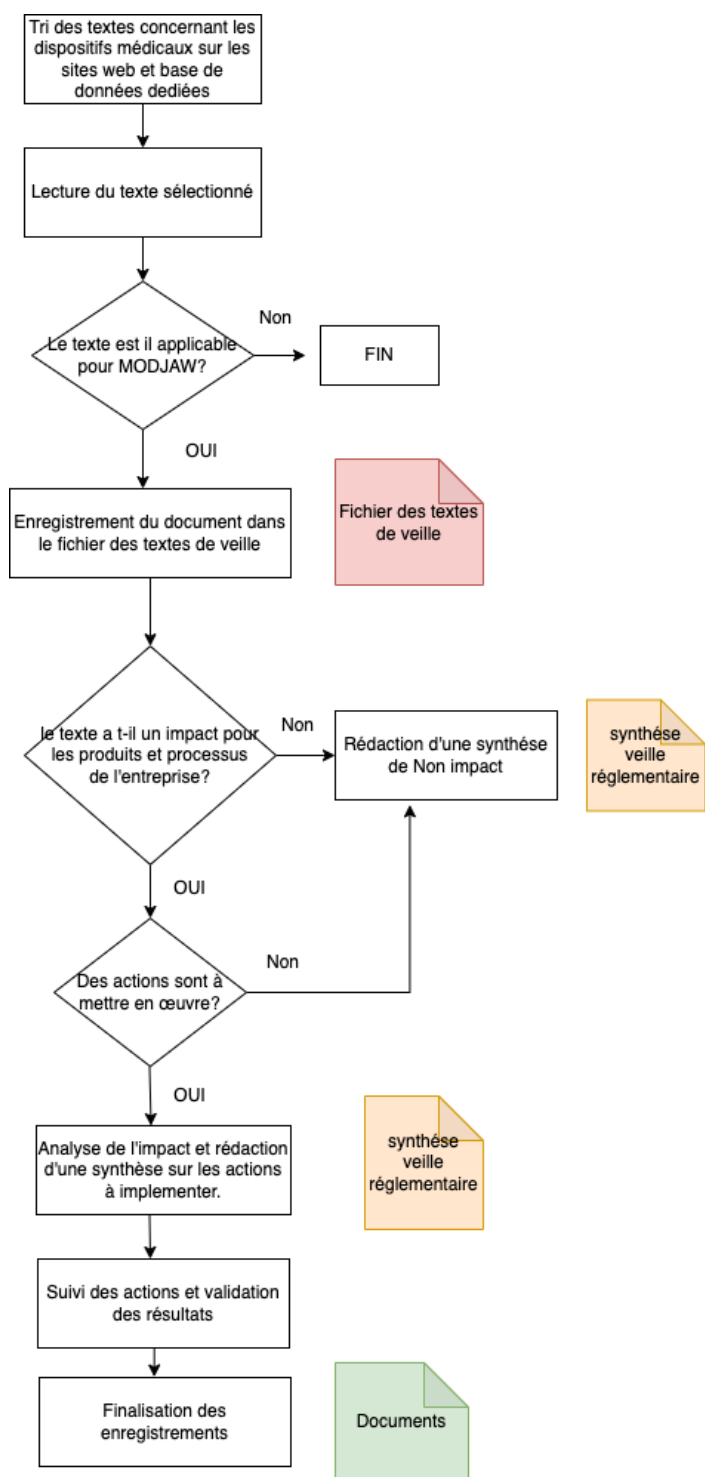 Tri des textes concernant les
dispositifs médicaux sur les
sites web et base de
données dediées
Lecture du texte sélectionné
Le texte est il applicable
pour MODJAW?
Non
FIN
OUI
Enregistrement du document dans
le fichier des textes de veille
Fichier des textes
de veille
le texte a t-il un impact pour
les produits et processus
de l'entreprise?
Non
Rédaction d'une synthése
de Non impact
synthése
veille
réglementaire
OUI
Des actions sont à
mettre en œuvre?
Non
OUI
Analyse de l'impact et rédaction
d'une synthèse sur les actions
à implementer.
synthése
veille
réglementaire
Suivi des actions et validation
des résultats
Finalisation des
enregistrements
Documents